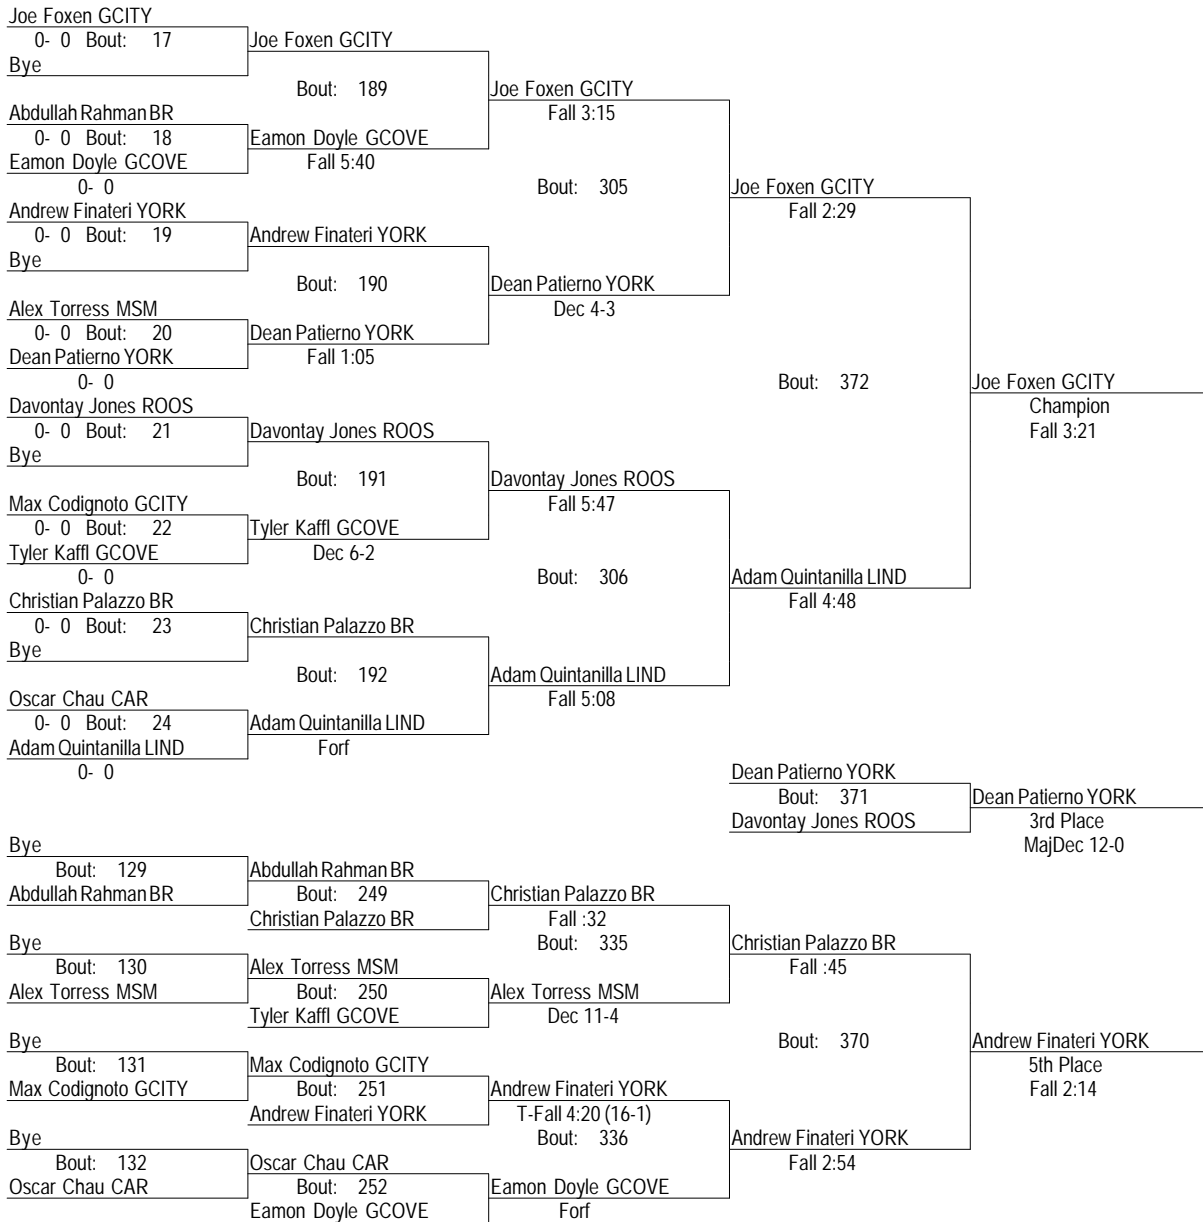 Joe Foxen GCITY
0- 0 Bout: 17
Bye
Joe Foxen GCITY
Bout: 189
Abdullah Rahman BR
0- 0 Bout: 18
Eamon Doyle GCOVE
0- 0
Eamon Doyle GCOVE
Fall 5:40
Joe Foxen GCITY
Fall 3:15
Bout: 305
Andrew Finateri YORK
0- 0 Bout: 19
Bye
Andrew Finateri YORK
Bout: 190
Alex Torress MSM
0- 0 Bout: 20
Dean Patierno YORK
0- 0
Dean Patierno YORK
Fall 1:05
Dean Patierno YORK
Dec 4-3
Joe Foxen GCITY
Fall 2:29
Bout: 372
Davontay Jones ROOS
0- 0 Bout: 21
Bye
Davontay Jones ROOS
Bout: 191
Max Codignoto GCITY
0- 0 Bout: 22
Tyler Kaffl GCOVE
0- 0
Tyler Kaffl GCOVE
Dec 6-2
Davontay Jones ROOS
Fall 5:47
Bout: 306
Christian Palazzo BR
0- 0 Bout: 23
Bye
Christian Palazzo BR
Bout: 192
Oscar Chau CAR
0- 0 Bout: 24
Adam Quintanilla LIND
0- 0
Adam Quintanilla LIND
Forf
Adam Quintanilla LIND
Fall 5:08
Adam Quintanilla LIND
Fall 4:48
Joe Foxen GCITY
Champion
Fall 3:21
Dean Patierno YORK
Bout: 371
Davontay Jones ROOS
Dean Patierno YORK
3rd Place
MajDec 12-0
Bye
Bout: 129
Abdullah Rahman BR
Abdullah Rahman BR
Bout: 249
Christian Palazzo BR
Christian Palazzo BR
Fall :32
Bout: 335
Bye
Bout: 130
Alex Torress MSM
Alex Torress MSM
Bout: 250
Tyler Kaffl GCOVE
Alex Torress MSM
Dec 11-4
Christian Palazzo BR
Fall :45
Bout: 370
Bye
Bout: 131
Max Codignoto GCITY
Max Codignoto GCITY
Bout: 251
Andrew Finateri YORK
Andrew Finateri YORK
T-Fall 4:20 (16-1)
Bout: 336
Bye
Bout: 132
Oscar Chau CAR
Oscar Chau CAR
Bout: 252
Eamon Doyle GCOVE
Eamon Doyle GCOVE
Forf
Andrew Finateri YORK
Fall 2:54
Andrew Finateri YORK
5th Place
Fall 2:14